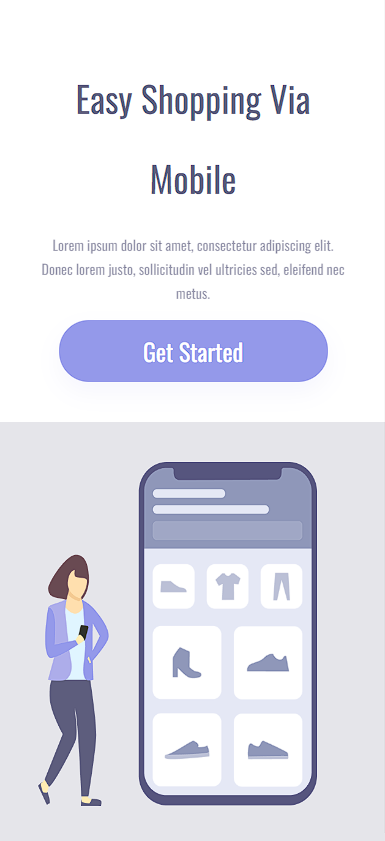 Easy Shopping Via
Mobile
Lorem ipsum dolor sit amet, consectetur adipiscing elit.
Donec lorem justo, sollicitudin vel ultricies sed, eleifend nec
metus.
Get Started